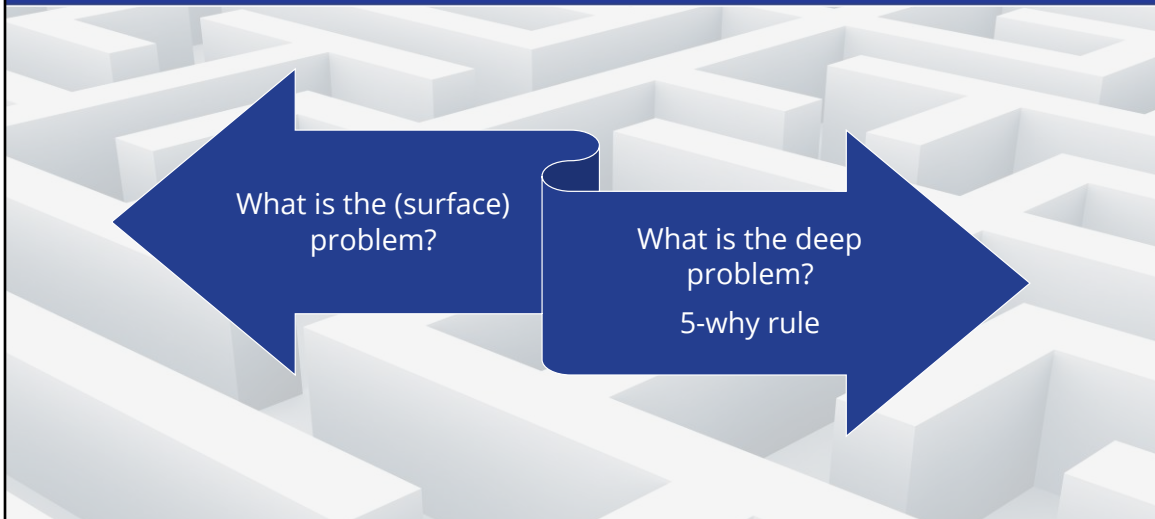 What is the (surface)
problem?
What is the deep
problem?
5-why rule